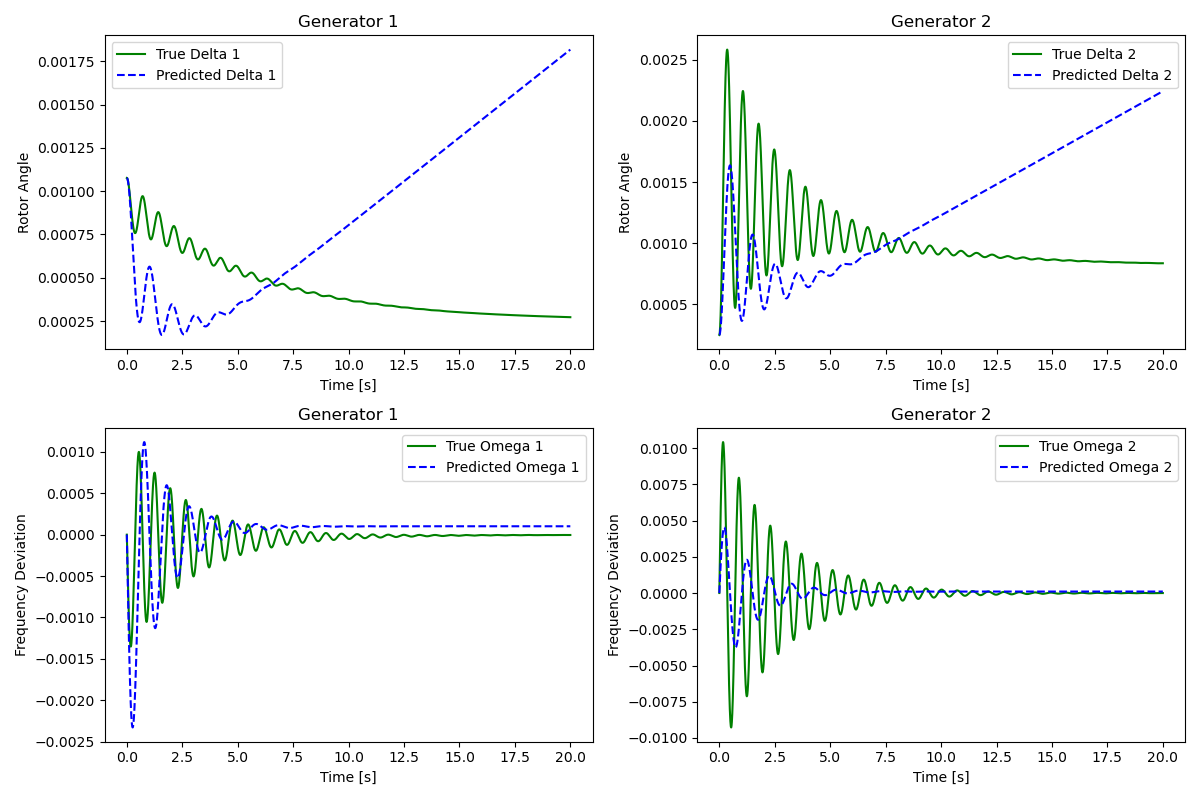 Generator 1
True Delta 1
Predicted Delta 1
Rotor Angle
0.00175
0.00150
0.00125
0.00100
0.00075
0.00050
0.00025
0.0 2.5 5.0 7.5 10.0 12.5 15.0 17.5 20.0
Time [s]
Generator 2
True Delta 2
Predicted Delta 2
Rotor Angle
0.0025
0.0020
0.0015
0.0010
0.0005
0.0 2.5 5.0 7.5 10.0 12.5 15.0 17.5 20.0
Time [s]
Generator 1
True Omega 1
Predicted Omega 1
Frequency Deviation
0.0010
0.0005
0.0000
−0.0005
−0.0010
−0.0015
−0.0020
−0.0025
0.0 2.5 5.0 7.5 10.0 12.5 15.0 17.5 20.0
Time [s]
Generator 2
True Omega 2
Predicted Omega 2
Frequency Deviation
0.0100
0.0075
0.0050
0.0025
0.0000
−0.0025
−0.0050
−0.0075
−0.0100
0.0 2.5 5.0 7.5 10.0 12.5 15.0 17.5 20.0
Time [s]